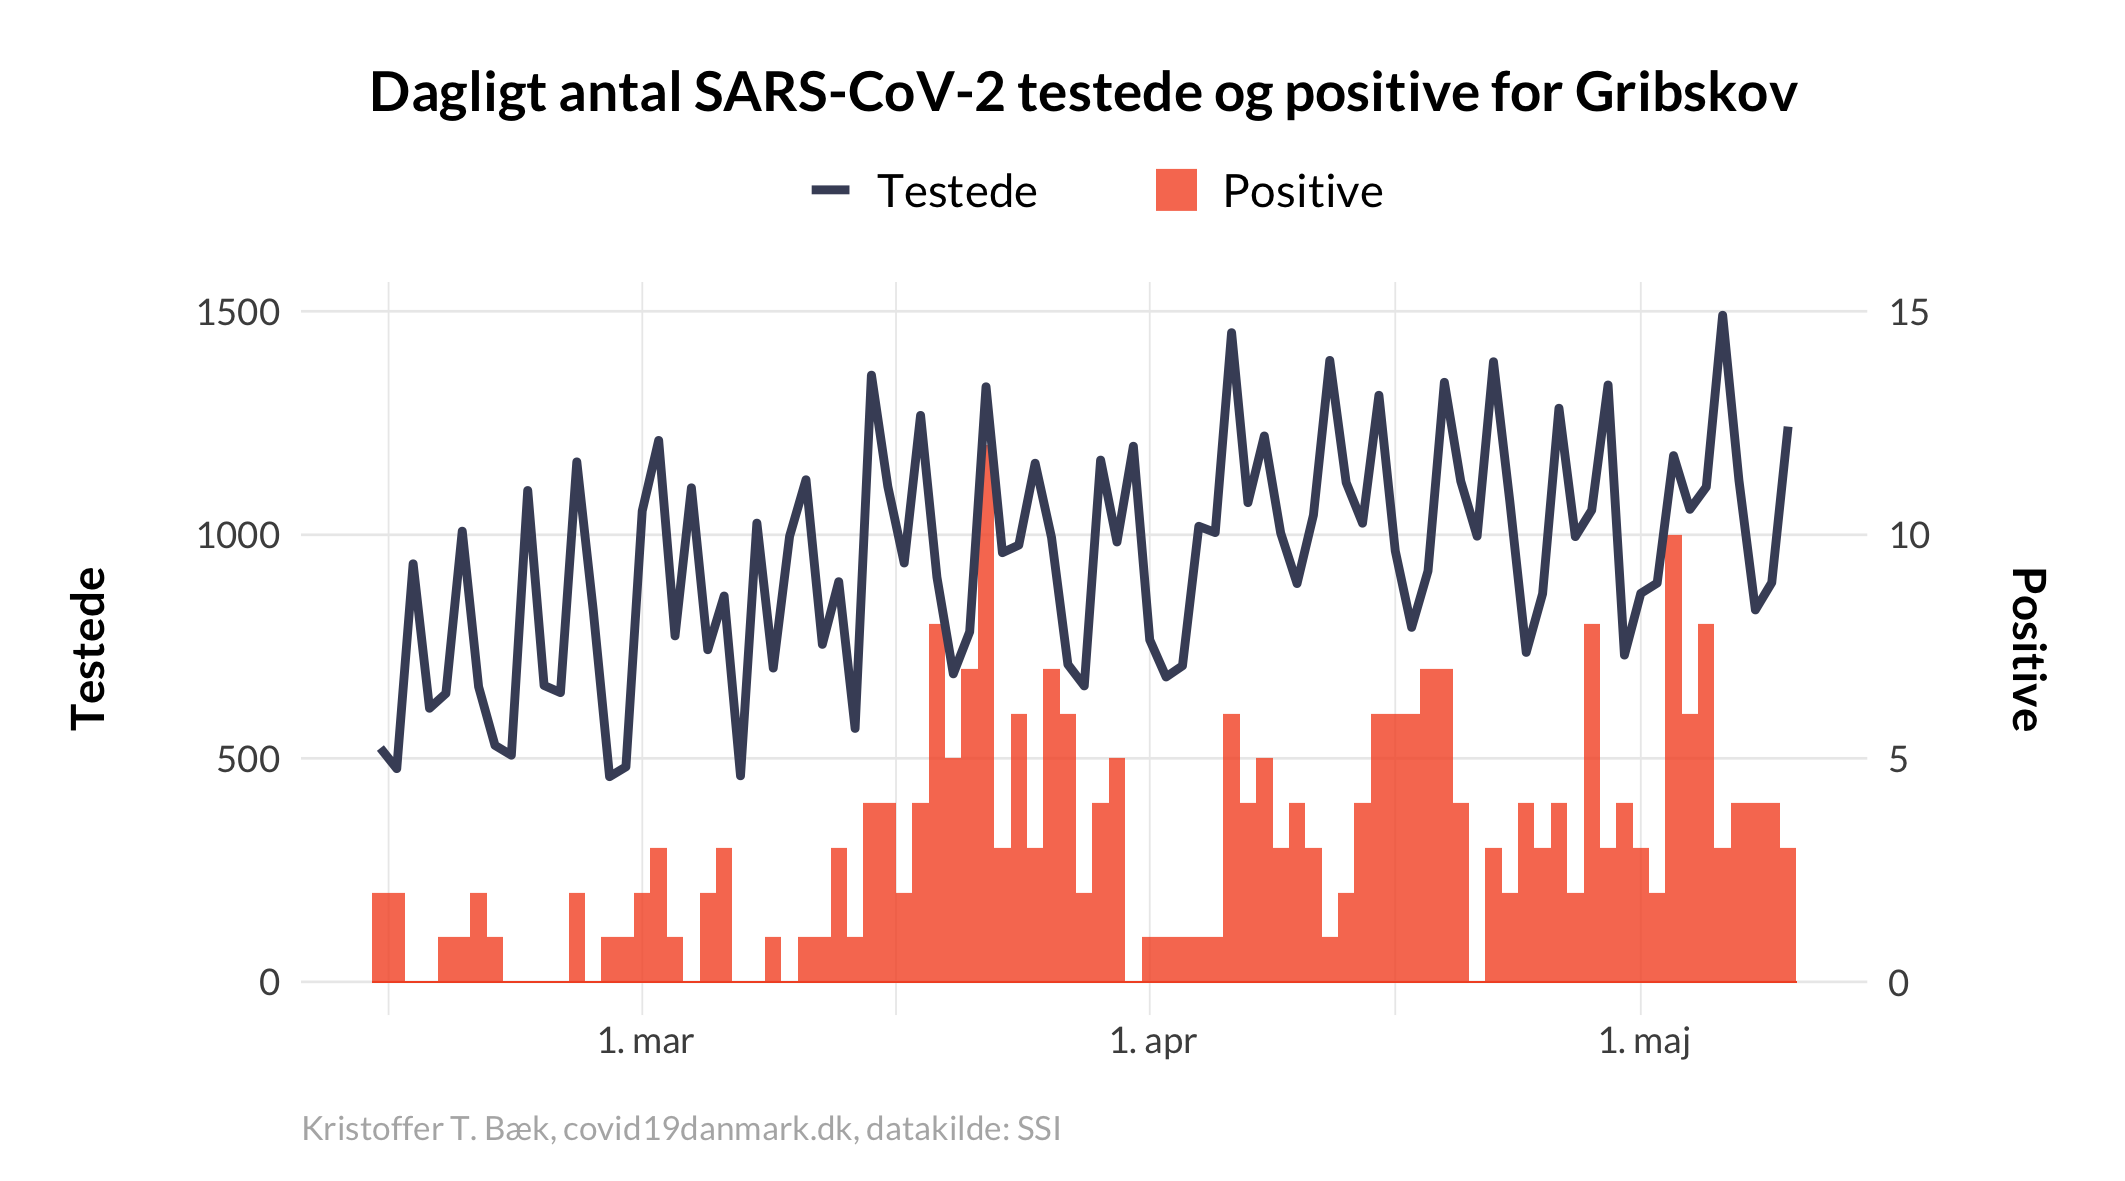 Dagligt antal SARS-CoV-2 testede og positive for Gribskov
Testede Positive
1500 15
1000 10
500 5
0 0
Testede
Positive
1. mar 1. apr 1. maj
Kristoffer T. Bæk, covid19danmark.dk, datakilde: SSI